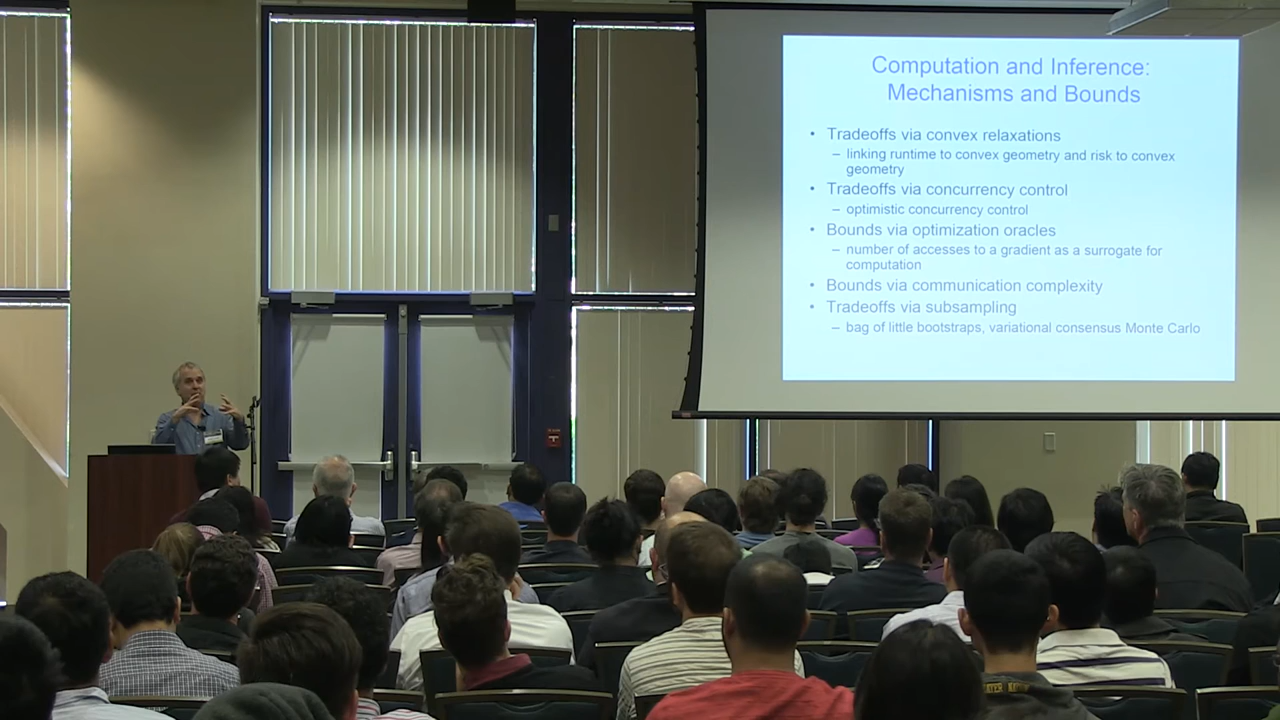 Computation and Inference:
Mechanisms and Bounds
• Tradeoffs via convex relaxations
– linking runtime to convex geometry and risk to convex
geometry
• Tradeoffs via concurrency control
– optimistic concurrency control
• Bounds via optimization oracles
– number of accesses to a gradient as a surrogate for
computation
• Bounds via communication complexity
• Tradeoffs via subsampling
– bag of little bootstraps, variational consensus Monte Carlo